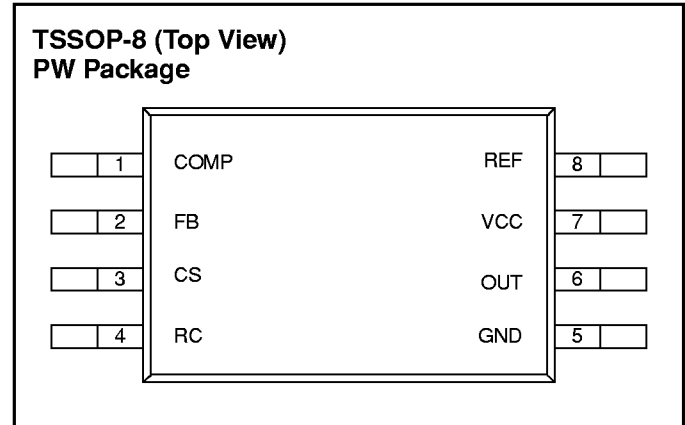 TSSOP-8 (Top View)
PW Package
1 COMP REF 8
2 FB VCC 7
3 CS OUT 6
4 RC GND 5